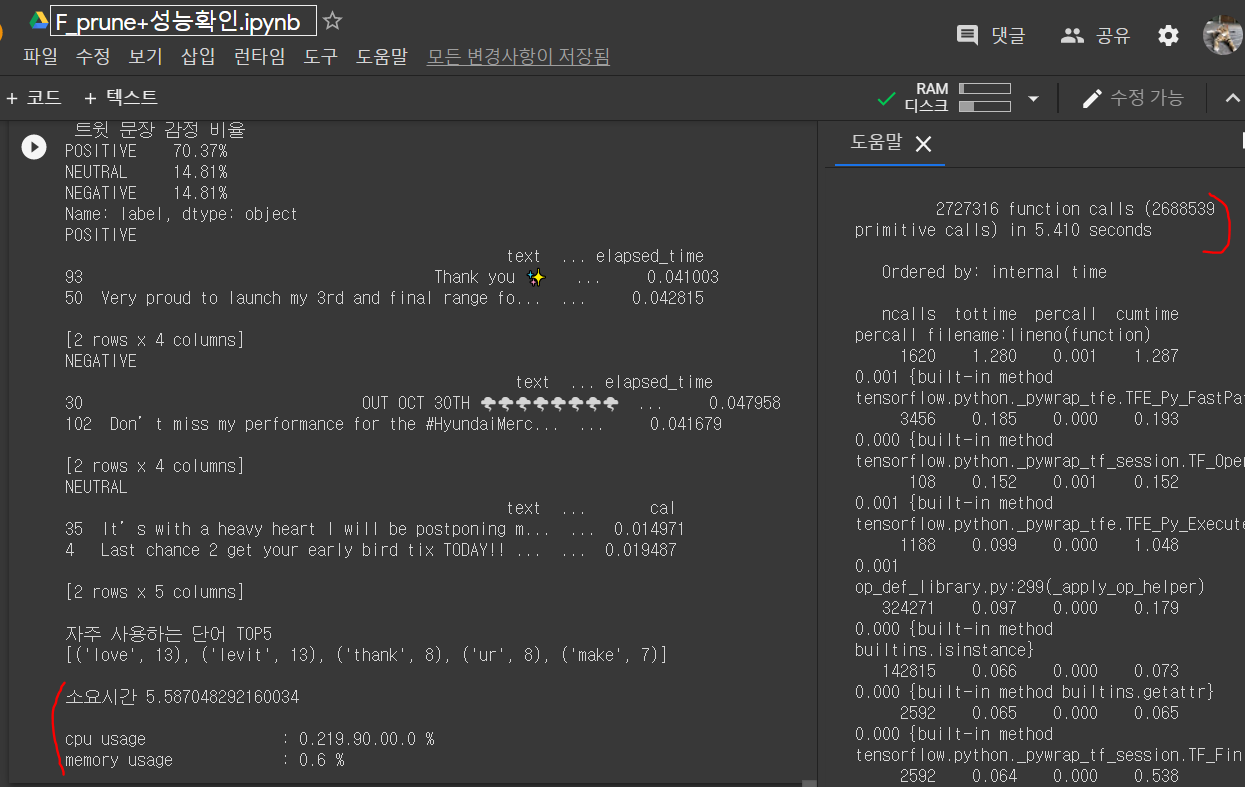 F_prune+성능확인.ipynb
댓글
공유
파일 수정 보기 삽입 런타임 도구 도움말 모든 변경사항이 저장됨
+ 코드 + 텍스트
RAM
디스크
수정 가능
트윗 문장 감정 비율
POSITIVE 70.37%
NEUTRAL 14.81%
NEGATIVE 14.81%
Name: label, dtype: object
POSITIVE
text ... elapsed_time
93 Thank you ✨ ... 0.041003
50 Very proud to launch my 3rd and final range fo... ... 0.042815
[2 rows x 4 columns]
NEGATIVE
text ... elapsed_time
30 OUT OCT 30TH 🌩🌩🌩🌩🌩🌩🌩🌩 ... 0.047958
102 Don't miss my performance for the #HyundaiMerc... ... 0.041679
[2 rows x 4 columns]
NEUTRAL
text ... cal
35 It's with a heavy heart I will be postponing m... ... 0.014971
4 Last chance 2 get your early bird tix TODAY!! ... ... 0.019487
[2 rows x 5 columns]
자주 사용하는 단어 TOP5
[('love', 13), ('levit', 13), ('thank', 8), ('ur', 8), ('make', 7)]
소요시간 5.587048292160034
cpu usage : 0.219.90.00.0 %
memory usage : 0.6 %
도움말
2727316 function calls (2688539
primitive calls) in 5.410 seconds
Ordered by: internal time
ncalls tottime percall cumtime
percall filename:lineno(function)
1620 1.280 0.001 1.287
0.001 {built-in method
tensorflow.python._pywrap_tfe.TFE_Py_FastPa
3456 0.185 0.000 0.193
0.000 {built-in method
tensorflow.python._pywrap_tf_session.TF_Oper
108 0.152 0.001 0.152
0.001 {built-in method
tensorflow.python._pywrap_tfe.TFE_Py_Execute
1188 0.099 0.000 1.048
0.001
op_def_library.py:299(_apply_op_helper)
324271 0.097 0.000 0.179
0.000 {built-in method
builtins.isinstance}
142815 0.066 0.000 0.073
0.000 {built-in method builtins.getattr}
2592 0.065 0.000 0.065
0.000 {built-in method
tensorflow.python._pywrap_tf_session.TF_Fin
2592 0.064 0.000 0.538